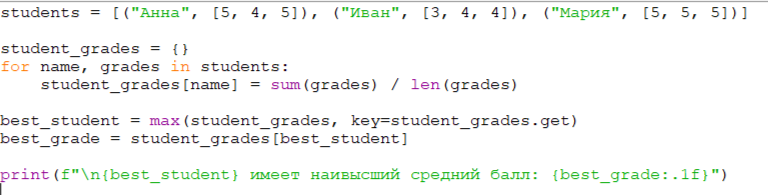 students = [("Анна", [5, 4, 5]), ("Иван", [3, 4, 4]), ("Мария", [5, 5, 5])]
student_grades = {}
for name, grades in students:
    student_grades[name] = sum(grades) / len(grades)
best_student = max(student_grades, key=student_grades.get)
best_grade = student_grades[best_student]
print(f"\n{best_student} имеет наивысший средний балл: {best_grade:.1f}")